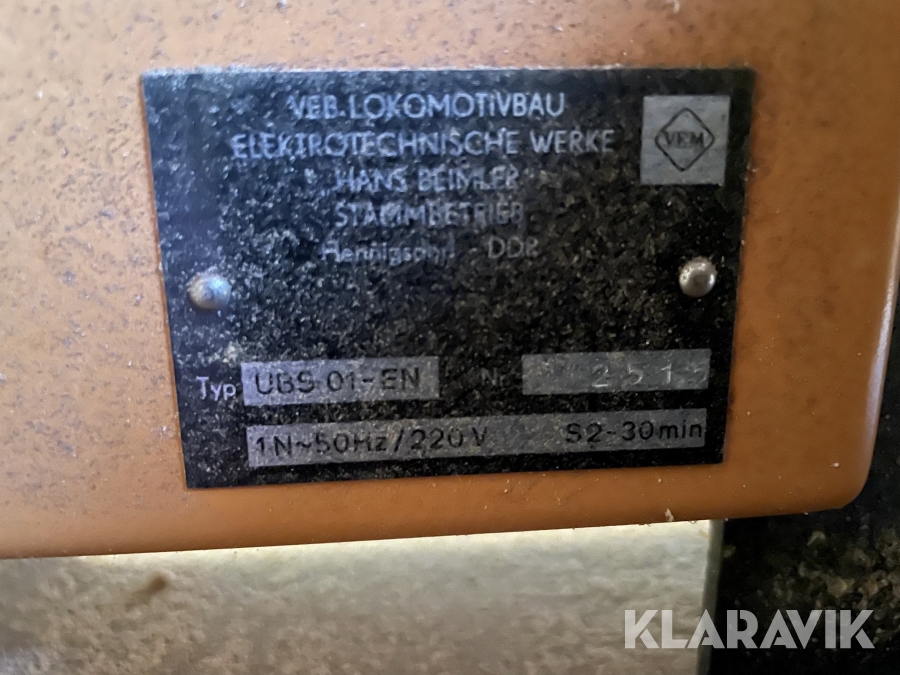 VEB LOKOMOTIVBAU
ELEKTROTECHNISCHE WERKE
HANS BEIMLER
STAMMBETRIEB
Hennigsdorf DDR
VEM
Typ UBS 01-EN Nr 2515
1N~50Hz/220V S2-30min
KLARAVIK